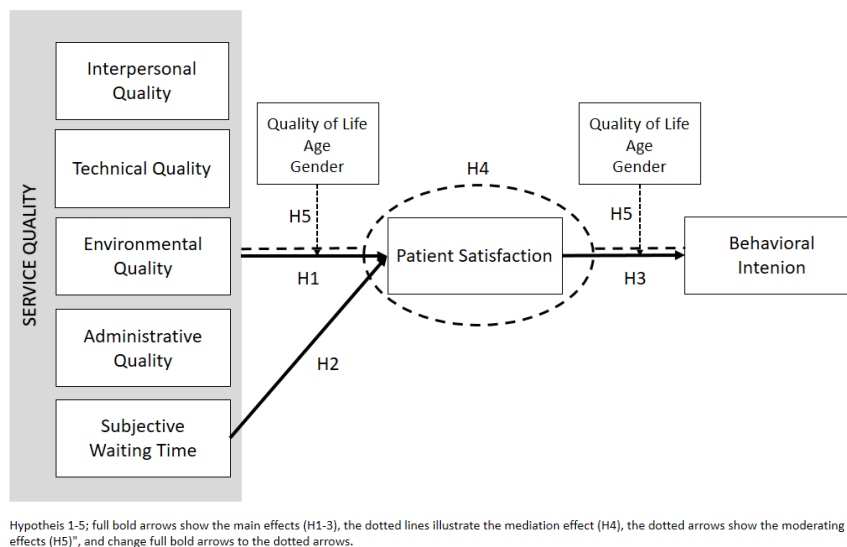 SERVICE QUALITY
Interpersonal
Quality
Technical Quality
Environmental
Quality
Administrative
Quality
Subjective
Waiting Time
Quality of Life
Age
Gender
H5
H1
H2
H4
Patient Satisfaction
Quality of Life
Age
Gender
H5
H3
Behavioral
Intenion
Hypotheis 1-5; full bold arrows show the main effects (H1-3), the dotted lines illustrate the mediation effect (H4), the dotted arrows show the moderating
effects (H5)", and change full bold arrows to the dotted arrows.